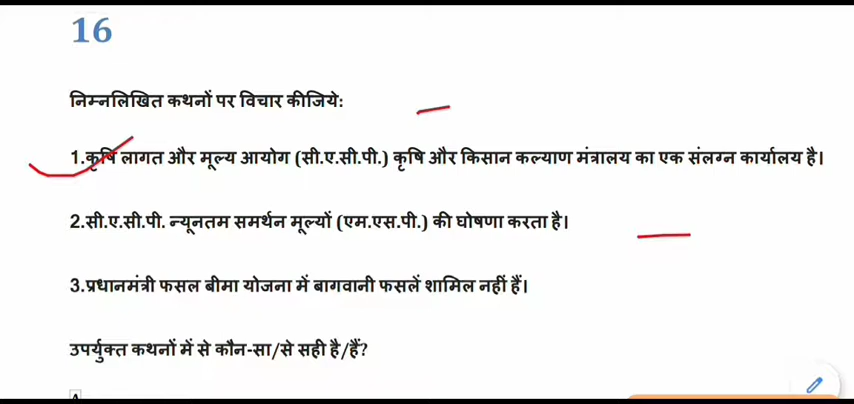 16
निम्नलिखित कथनों पर विचार कीजिये:
1.कृषि लागत और मूल्य आयोग (सी.ए.सी.पी.) कृषि और किसान कल्याण मंत्रालय का एक संलग्न कार्यालय है।
2.सी.ए.सी.पी. न्यूनतम समर्थन मूल्यों (एम.एस.पी.) की घोषणा करता है।
3.प्रधानमंत्री फसल बीमा योजना में बागवानी फसलें शामिल नहीं हैं।
उपर्युक्त कथनों में से कौन-सा/से सही है/हैं?